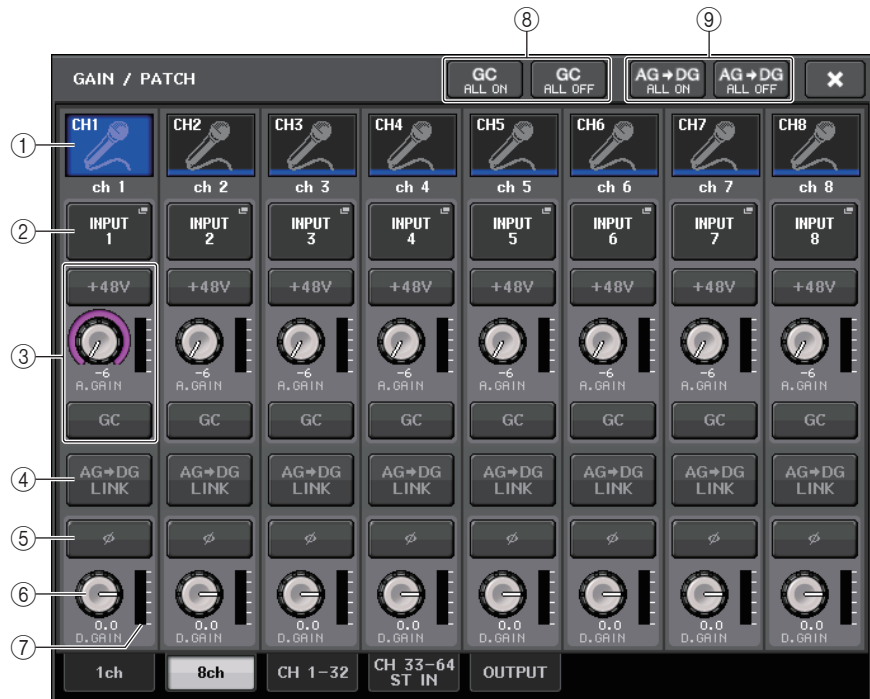 ⑧ ⑨
GAIN / PATCH GC ALL ON GC ALL OFF AG→DG ALL ON AG→DG ALL OFF ×
① CH1 CH2 CH3 CH4 CH5 CH6 CH7 CH8
ch 1 ch 2 ch 3 ch 4 ch 5 ch 6 ch 7 ch 8
② INPUT INPUT INPUT INPUT INPUT INPUT INPUT INPUT
1 2 3 4 5 6 7 8
+48V +48V +48V +48V +48V +48V +48V +48V
③
-6 -6 -6 -6 -6 -6 -6 -6
A.GAIN A.GAIN A.GAIN A.GAIN A.GAIN A.GAIN A.GAIN A.GAIN
GC GC GC GC GC GC GC GC
④ AG→DG AG→DG AG→DG AG→DG AG→DG AG→DG AG→DG AG→DG
LINK LINK LINK LINK LINK LINK LINK LINK
⑤ ø ø ø ø ø ø ø ø
⑥
0.0 0.0 0.0 0.0 0.0 0.0 0.0 0.0
⑦ D.GAIN D.GAIN D.GAIN D.GAIN D.GAIN D.GAIN D.GAIN D.GAIN
1ch 8ch CH 1-32 CH 33-64 ST IN OUTPUT